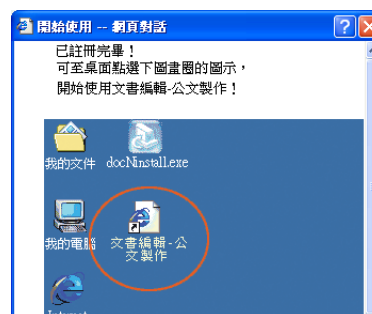 開始使用 -- 網頁對話
已註冊完畢！
可至桌面點選下圖畫圈的圖示，
開始使用文書編輯-公文製作！
我的文件 docNinstall.exe
我的電腦 文書編輯-公
文製作
Internet